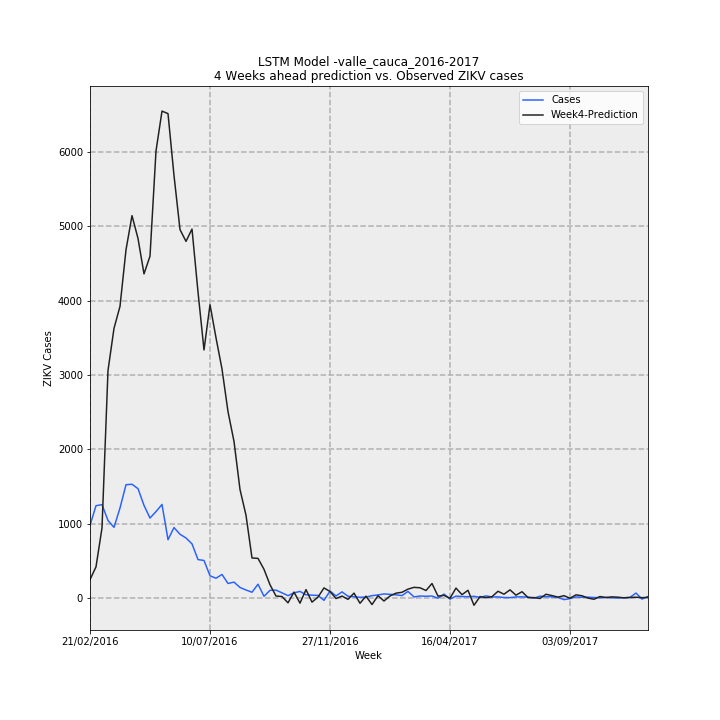 LSTM Model -valle_cauca_2016-2017
4 Weeks ahead prediction vs. Observed ZIKV cases
Cases
Week4-Prediction
6000
5000
4000
3000
2000
1000
0
ZIKV Cases
21/02/2016
10/07/2016
27/11/2016
16/04/2017
03/09/2017
Week